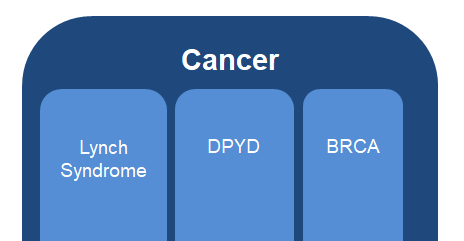 Cancer
Lynch
Syndrome
DPYD
BRCA